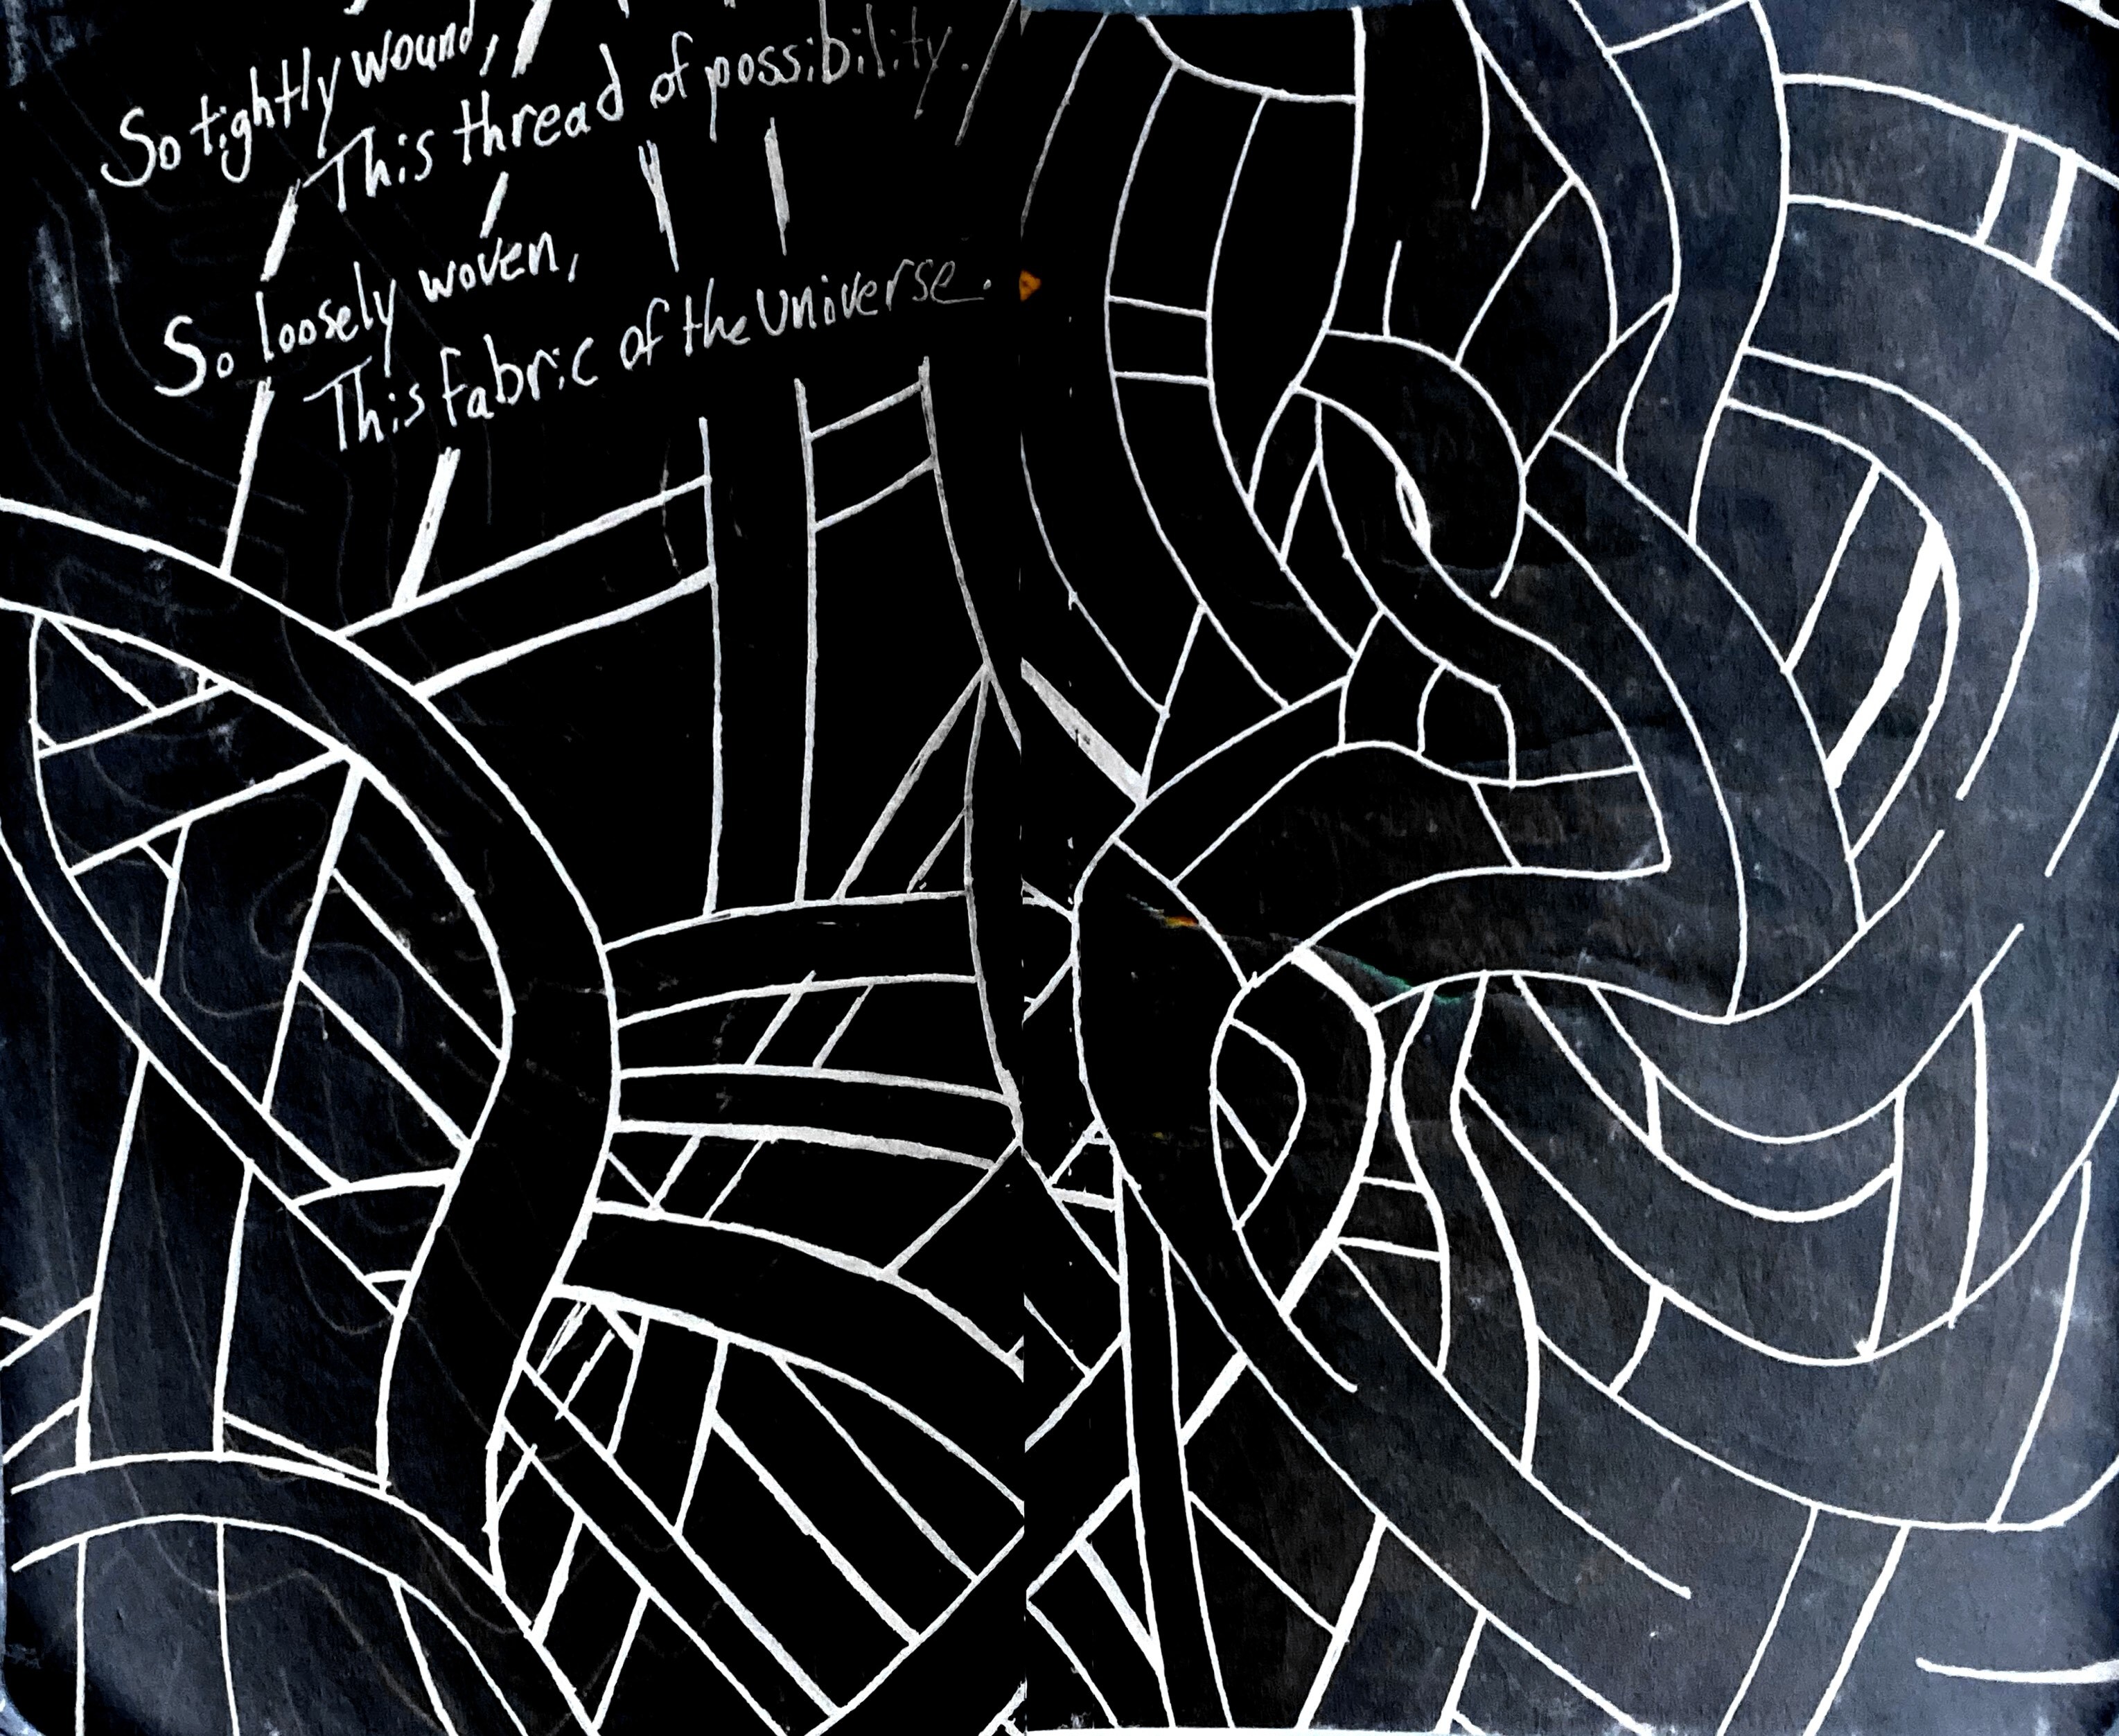 So tightly wound,
This thread of possibility.
So loosely woven,
This fabric of the Universe.